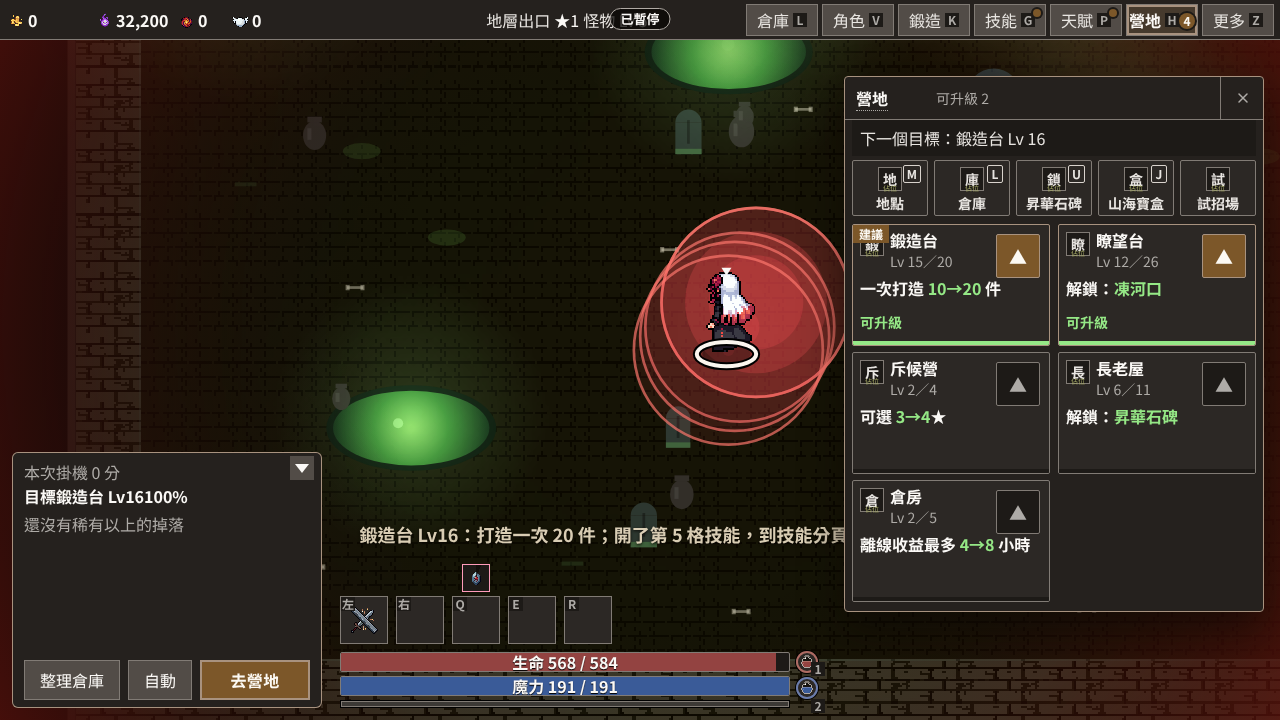 0
32,200
0
0
地層出口 ★1 怪物
已暫停
倉庫 L
角色 V
鍛造 K
技能 G
天賦 P
營地 H 4
更多 Z
營地
可升級 2
×
下一個目標：鍛造台 Lv 16
地 M
地點
庫 L
倉庫
鎖 U
昇華石碑
盒 J
山海寶盒
試
試招場
建議
鍛造台
Lv 15／20
一次打造 10→20 件
可升級
瞭
瞭望台
Lv 12／26
解鎖：凍河口
可升級
斥
斥候營
Lv 2／4
可選 3→4★
長
長老屋
Lv 6／11
解鎖：昇華石碑
倉
倉房
Lv 2／5
離線收益最多 4→8 小時
本次掛機 0 分
目標鍛造台 Lv16100%
還沒有稀有以上的掉落
整理倉庫
自動
去營地
鍛造台 Lv16：打造一次 20 件；開了第 5 格技能，到技能分頁
左
右
Q
E
R
生命 568 / 584
1
魔力 191 / 191
2